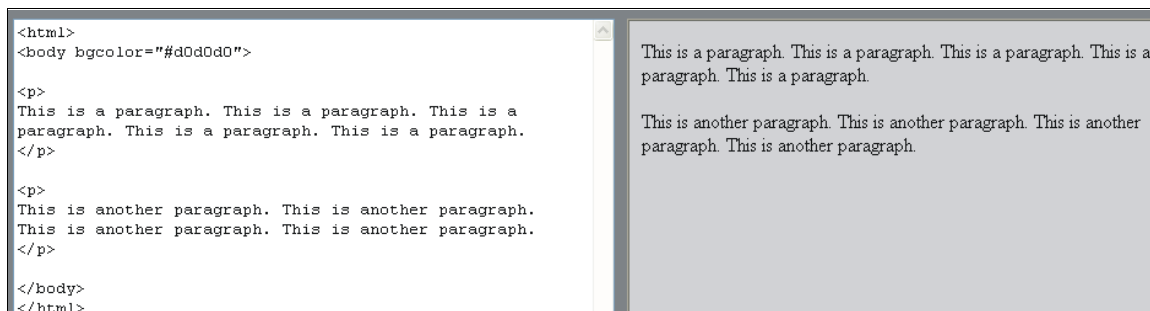 <html>
<body bgcolor="#d0d0d0">
<p>
This is a paragraph. This is a paragraph. This is a
paragraph. This is a paragraph. This is a paragraph.
</p>
<p>
This is another paragraph. This is another paragraph.
This is another paragraph. This is another paragraph.
</p>
</body>
</html>
This is a paragraph. This is a paragraph. This is a paragraph. This is a
paragraph. This is a paragraph.
This is another paragraph. This is another paragraph. This is another
paragraph. This is another paragraph.